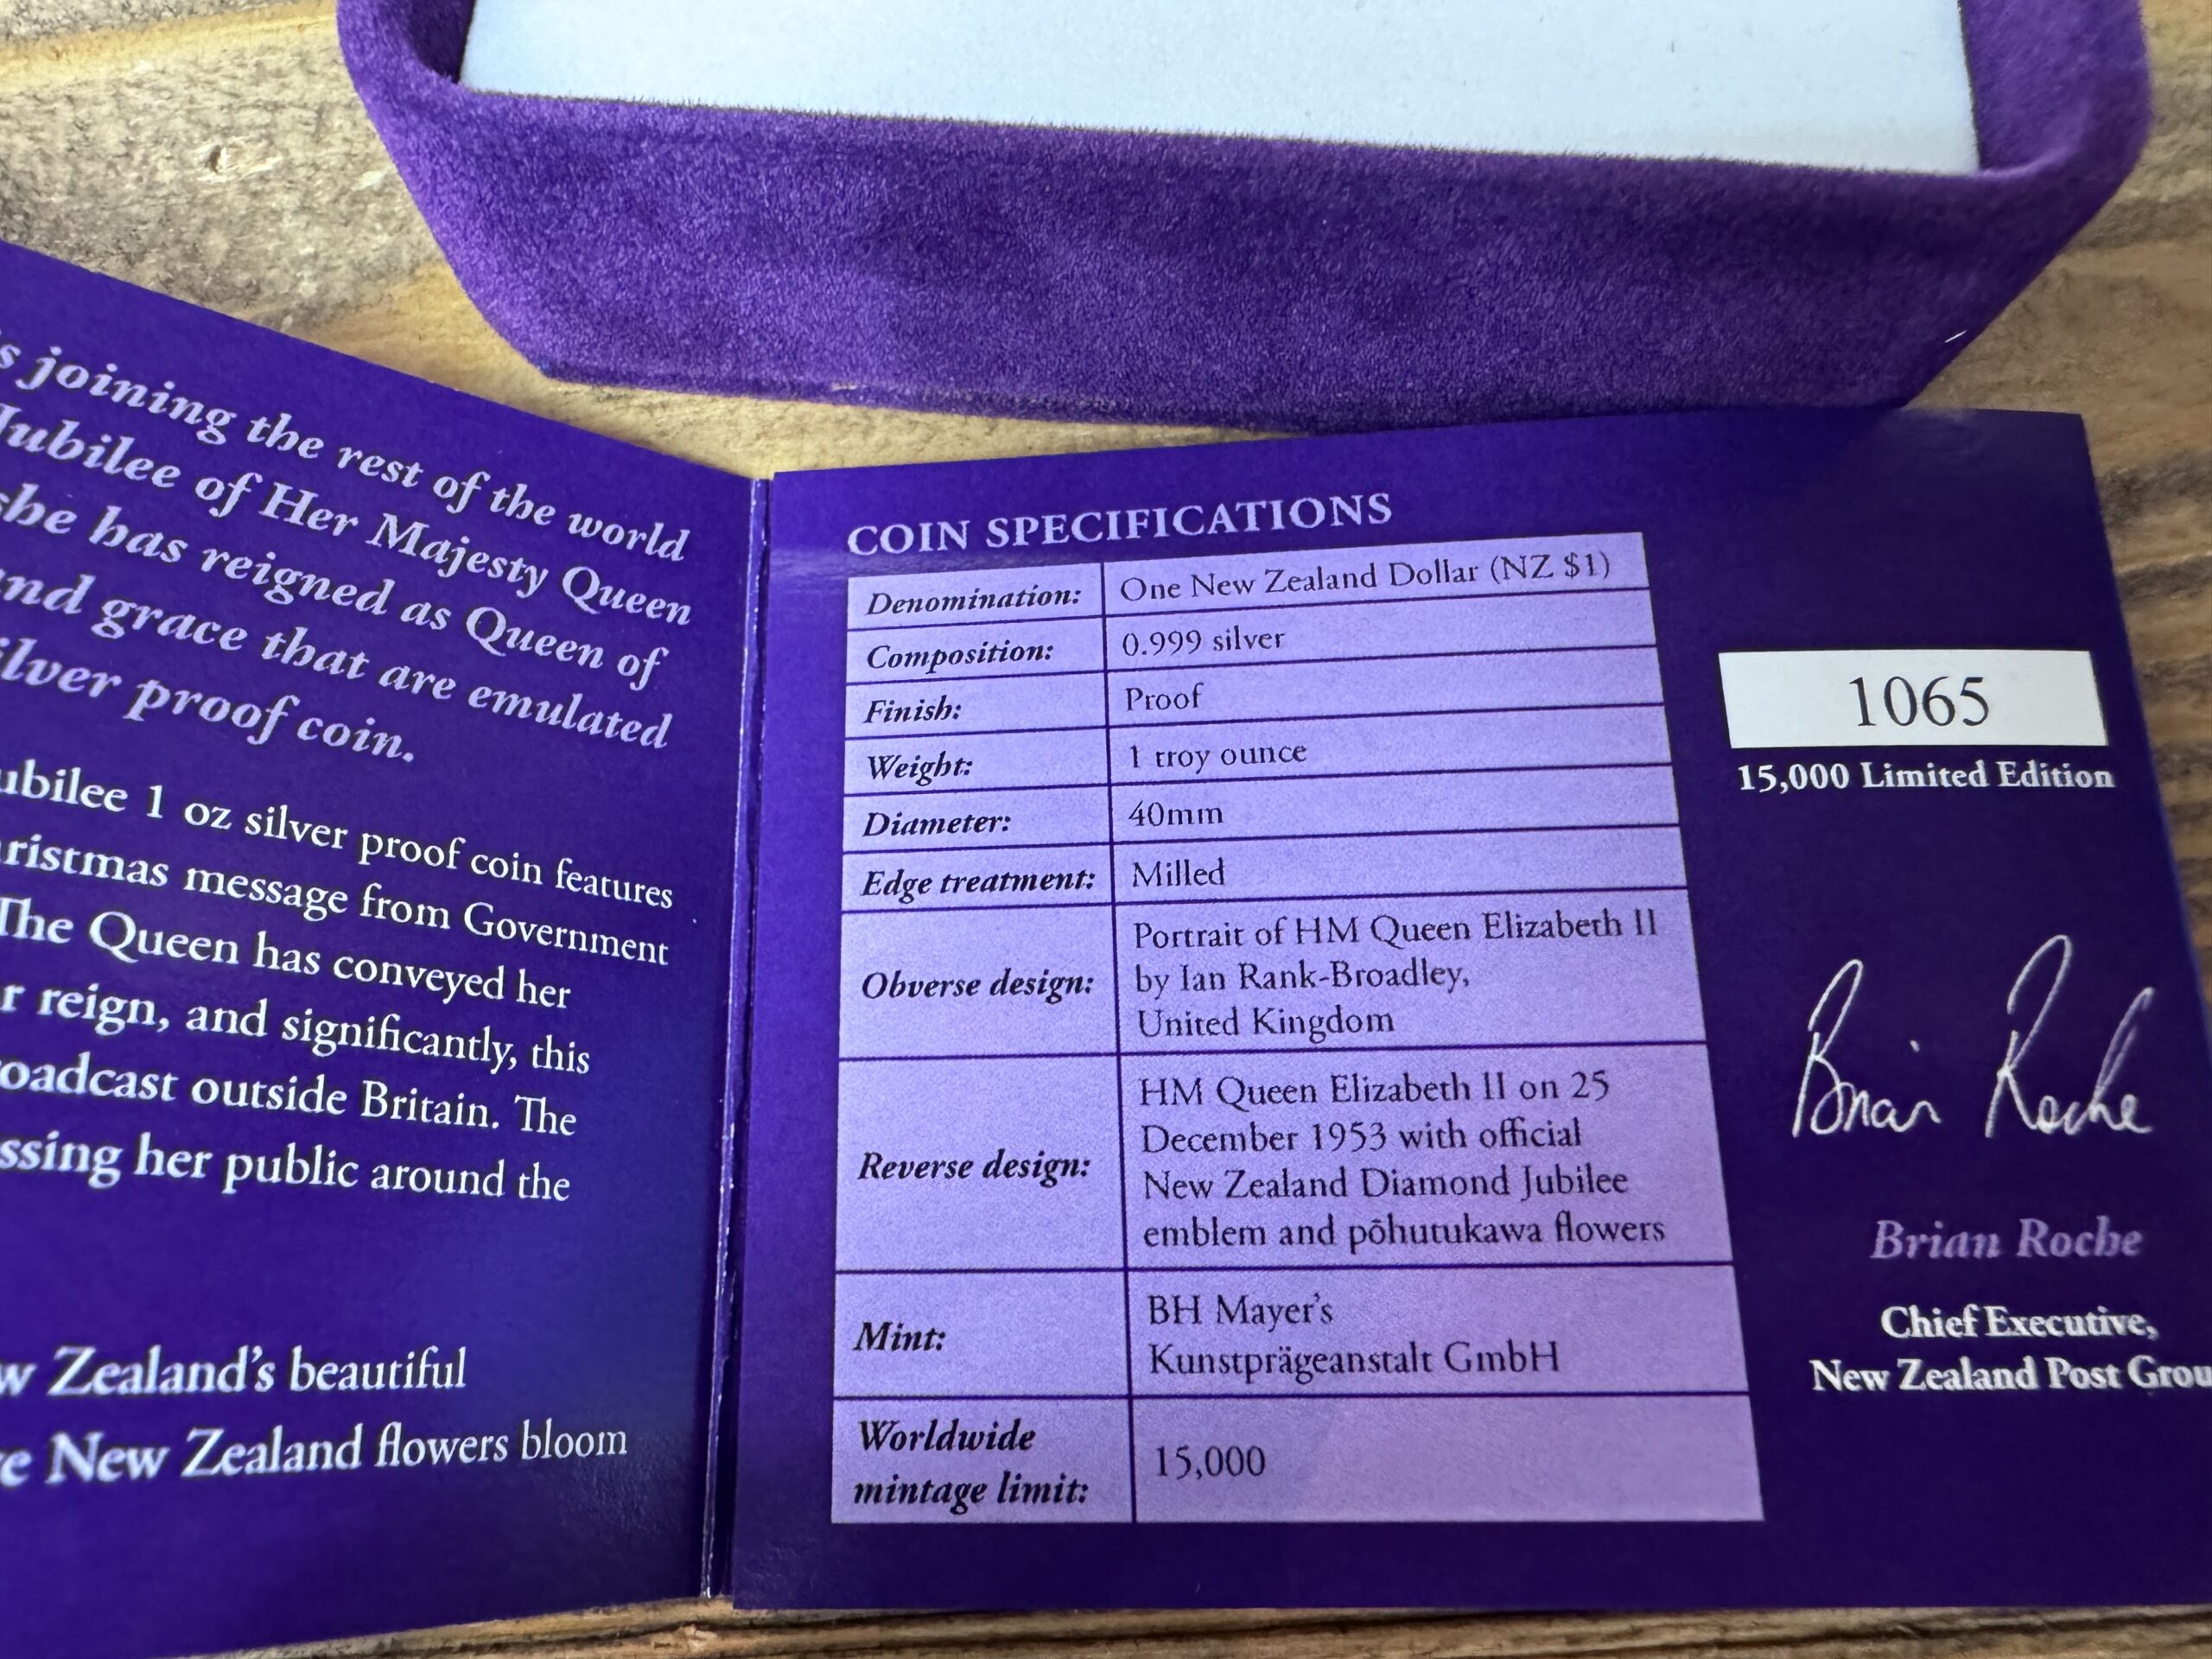 joining the rest of the world
Jubilee of Her Majesty Queen
she has reigned as Queen of
and grace that are emulated
silver proof coin.
1 oz silver proof coin features
message from Government
The Queen has conveyed her
reign, and significantly, this
outside Britain. The
her public around the
Zealand's beautiful
New Zealand flowers bloom
COIN SPECIFICATIONS
Denomination: One New Zealand Dollar (NZ $1)
Composition: 0.999 silver
Finish: Proof
Weight: 1 troy ounce
Diameter: 40mm
Edge treatment: Milled
Obverse design: Portrait of HM Queen Elizabeth II
by Ian Rank-Broadley,
United Kingdom
Reverse design: HM Queen Elizabeth II on 25
December 1953 with official
New Zealand Diamond Jubilee
emblem and pōhutukawa flowers
Mint: BH Mayer's
Kunstprägeanstalt GmbH
Worldwide
mintage limit: 15,000
1065
15,000 Limited Edition
Brian Roche
Brian Roche
Chief Executive,
New Zealand Post Grou